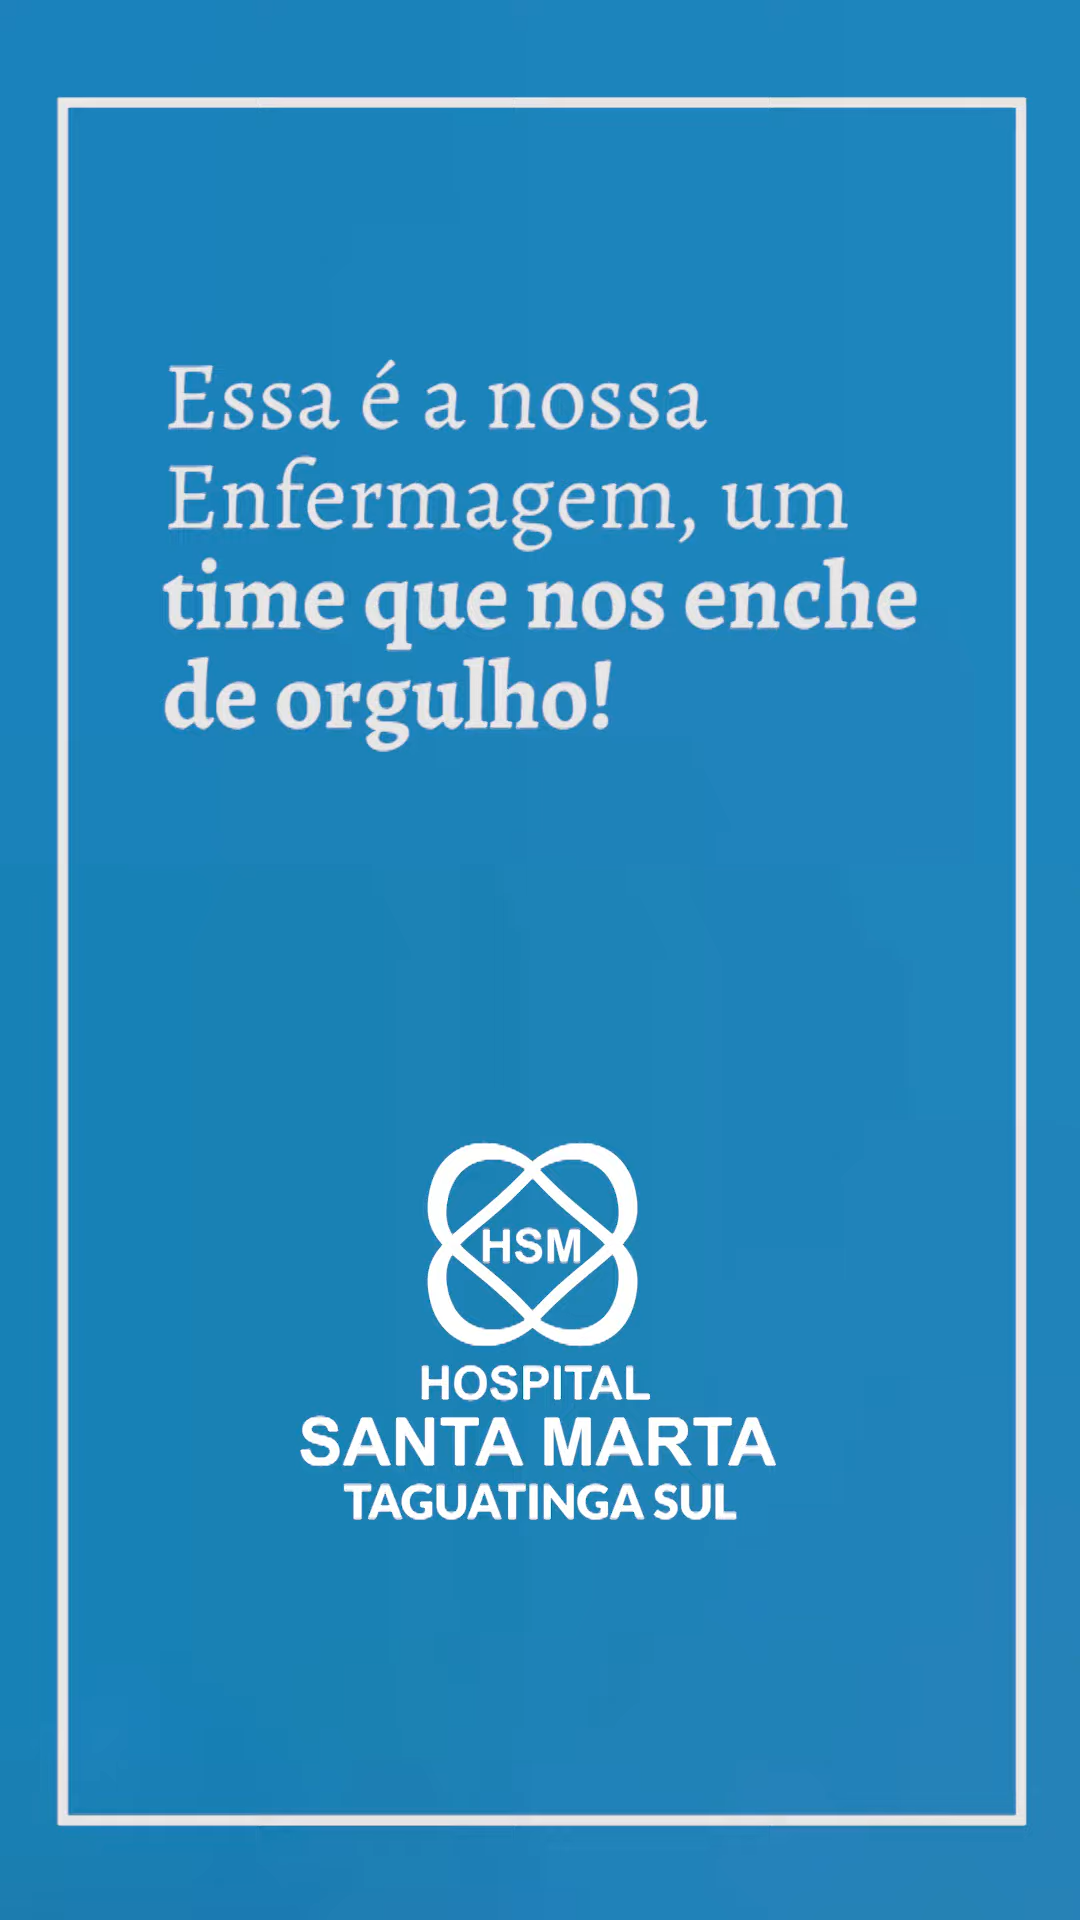 Essa é a nossa
Enfermagem, um
time que nos enche
de orgulho!
HSM
HOSPITAL
SANTA MARTA
TAGUATINGA SUL